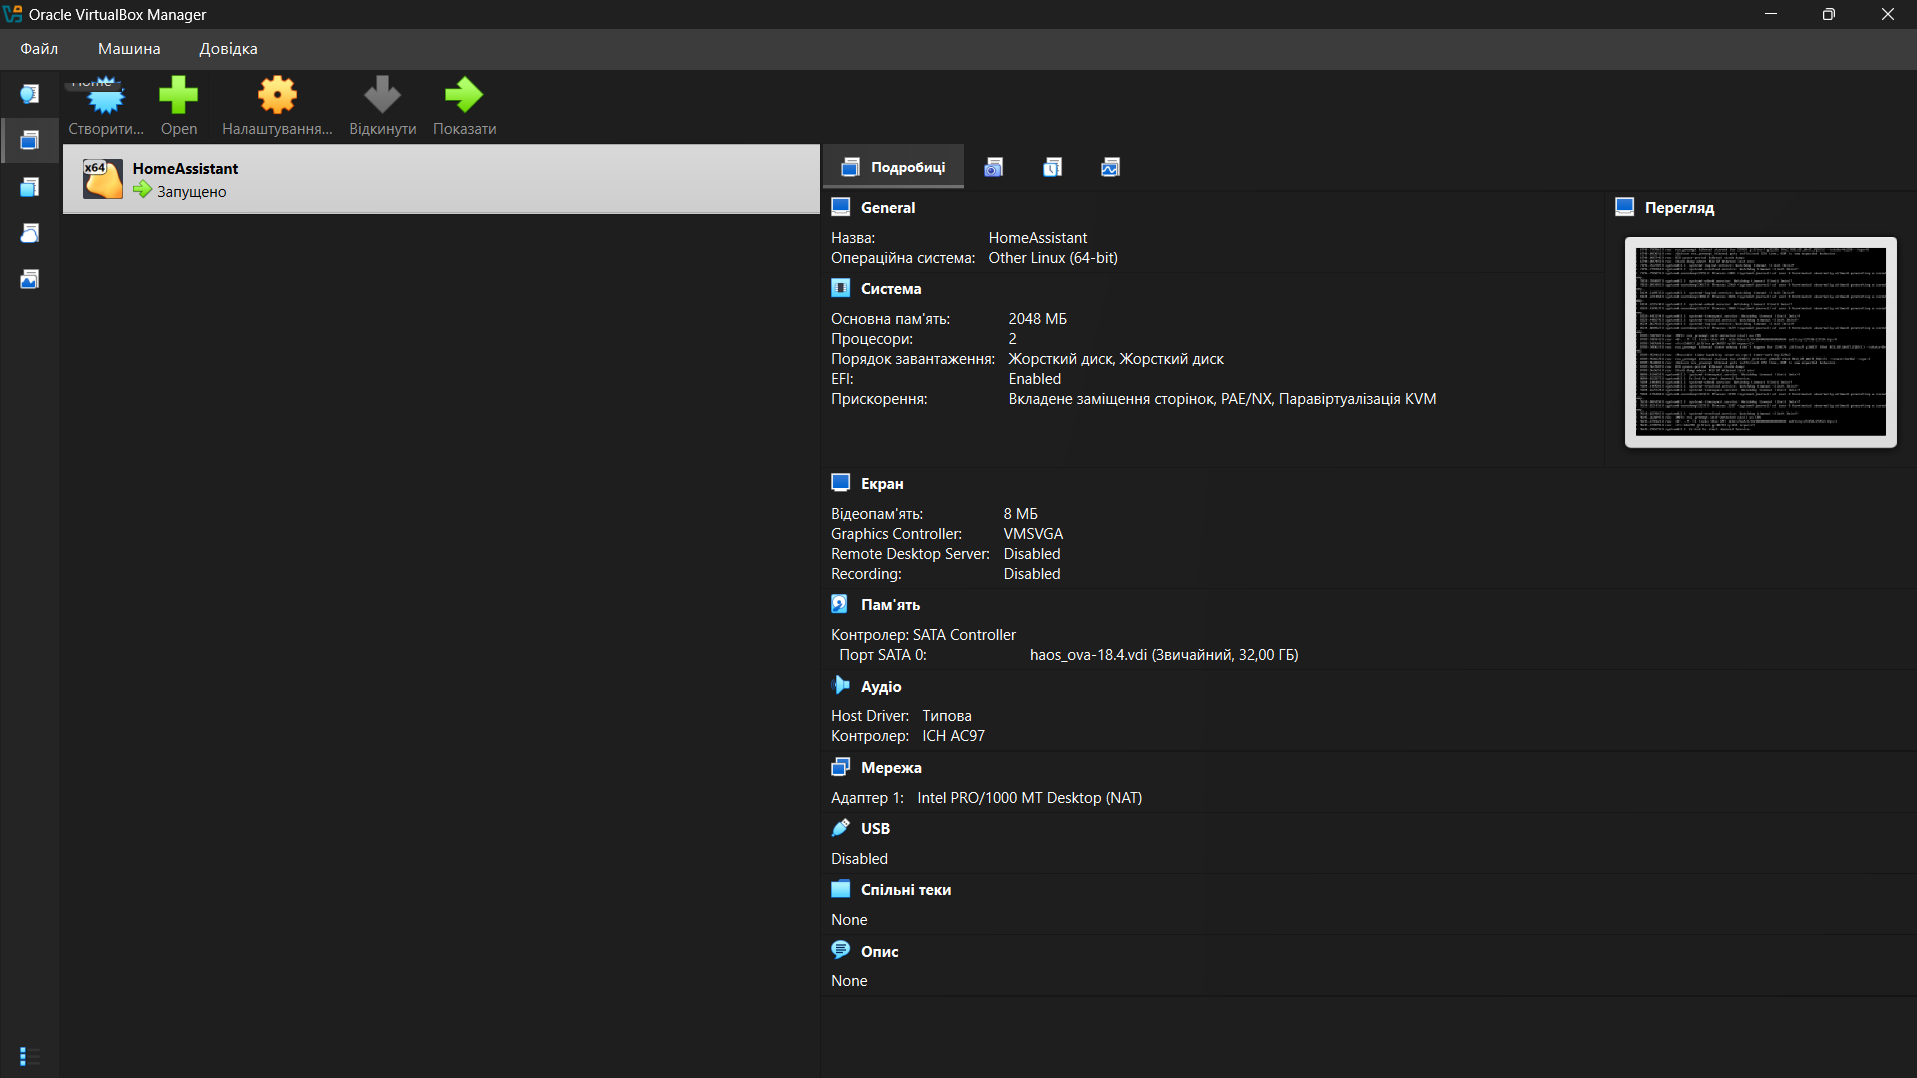 Oracle VirtualBox Manager
Файл Машина Довідка
Створити... Open Налаштування... Відкинути Показати
x64 HomeAssistant
Запущено
Подробиці
General
Назва: HomeAssistant
Операційна система: Other Linux (64-bit)
Система
Основна пам'ять: 2048 МБ
Процесори: 2
Порядок завантаження: Жорсткий диск, Жорсткий диск
EFI: Enabled
Прискорення: Вкладене заміщення сторінок, PAE/NX, Паравіртуалізація KVM
Перегляд
Екран
Відеопам'ять: 8 МБ
Graphics Controller: VMSVGA
Remote Desktop Server: Disabled
Recording: Disabled
Пам'ять
Контролер: SATA Controller
Порт SATA 0: haos_ova-18.4.vdi (Звичайний, 32,00 ГБ)
Аудіо
Host Driver: Типова
Контролер: ICH AC97
Мережа
Адаптер 1: Intel PRO/1000 MT Desktop (NAT)
USB
Disabled
Спільні теки
None
Опис
None